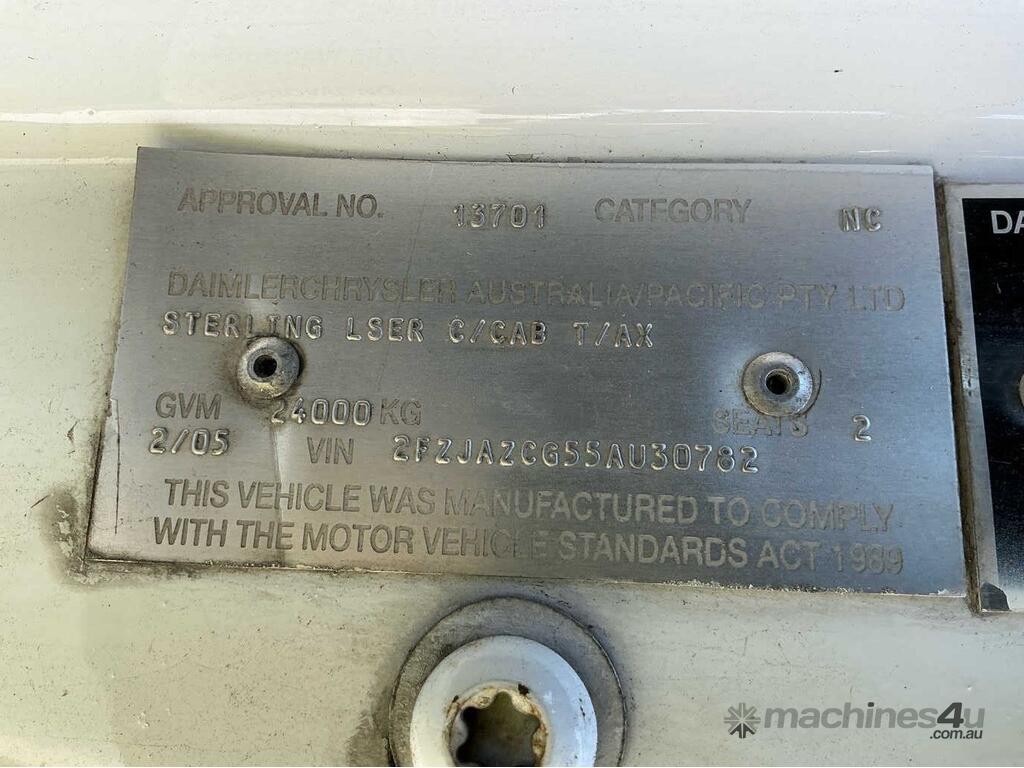 APPROVAL NO. 13701 CATEGORY NC
DAIMLERCHRYSLER AUSTRALIA/PACIFIC PTY LTD
STERLING LSER C/CAB T/AX
GVM 24000 KG SEATS 2
2/05 VIN 2FZJAZCG55AU30782
THIS VEHICLE WAS MANUFACTURED TO COMPLY
WITH THE MOTOR VEHICLE STANDARDS ACT 1989
DA
machines4u
.com.au